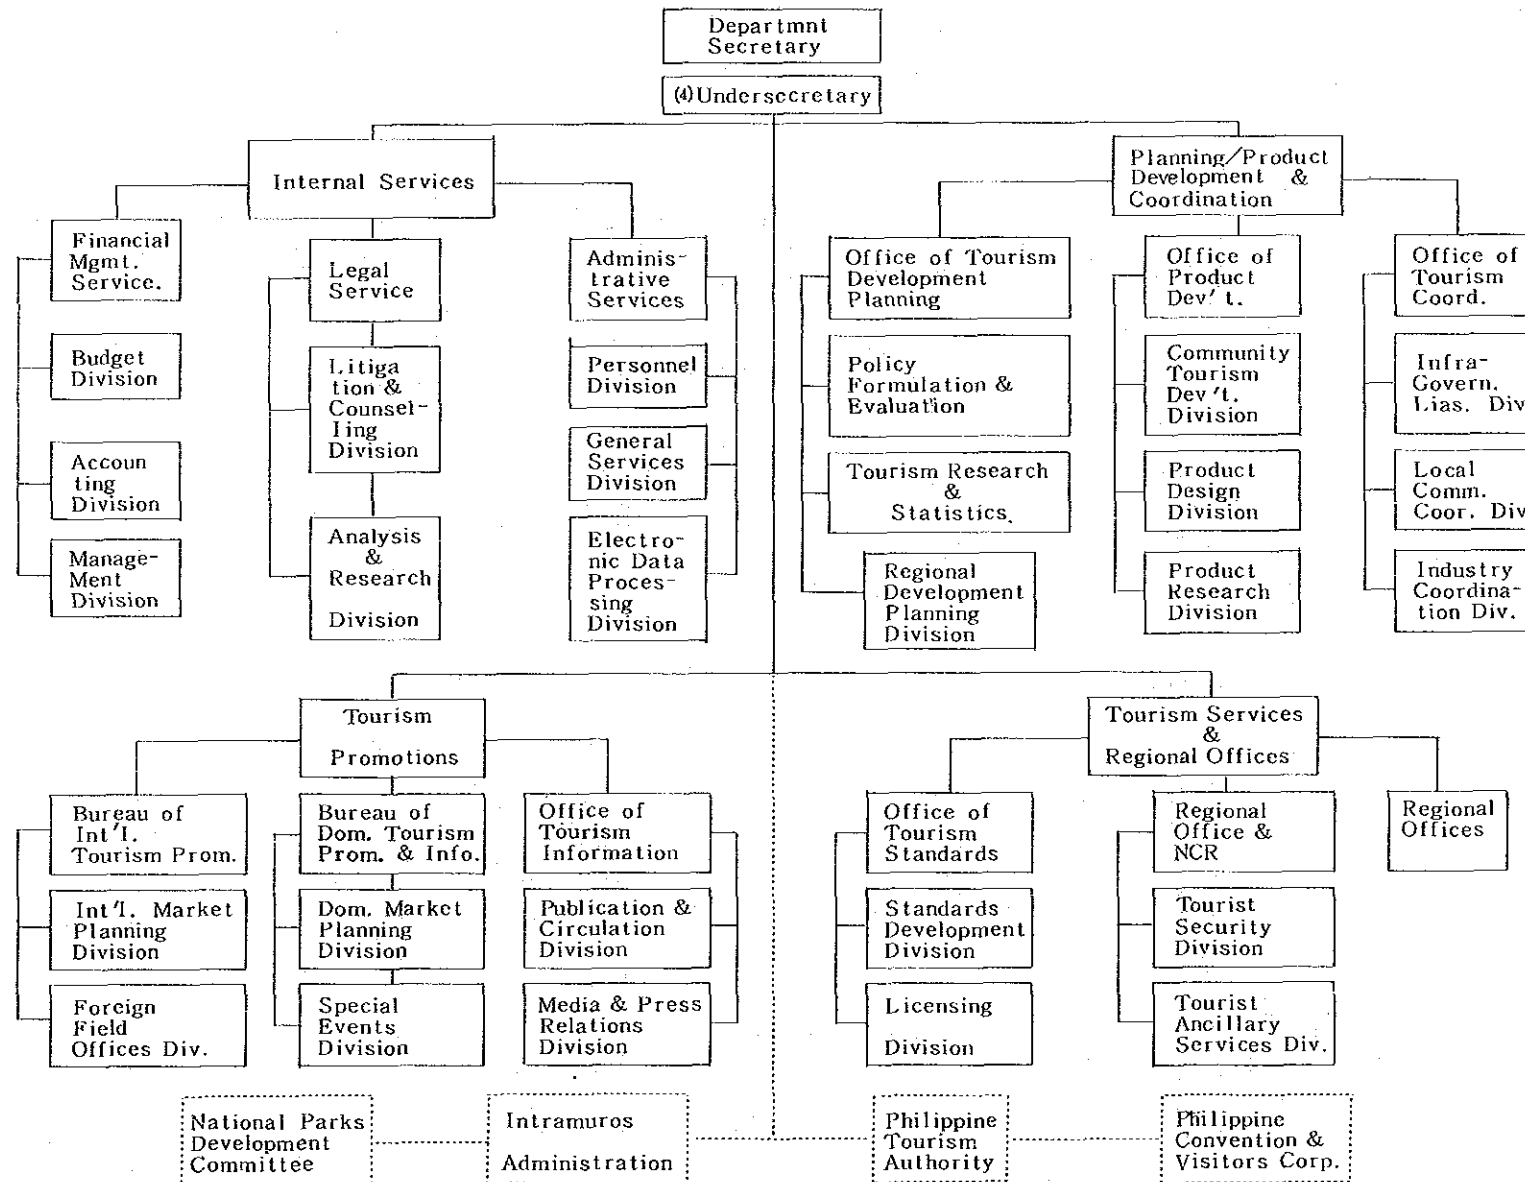 Departmnt
Secretary
(4)Undersecretary
Internal Services
Planning/Product
Development &
Coordination
Financial
Mgmt.
Service.
Legal
Service
Adminis-
trative
Services
Office of Tourism
Development
Planning
Office of
Product
Dev't.
Office of
Tourism
Coord.
Budget
Division
Litiga
tion &
Counsel-
ling
Division
Personnel
Division
Policy
Formulation &
Evaluation
Community
Tourism
Dev't.
Division
Infra-
Govern.
Lias. Div
Accoun
ting
Division
General
Services
Division
Tourism Research
&
Statistics.
Product
Design
Division
Local
Comm.
Coor. Div
Manage-
Ment
Division
Analysis
&
Research
Division
Electro-
nic Data
Proces-
sing
Division
Regional
Development
Planning
Division
Product
Research
Division
Industry
Coordina-
tion Div.
Tourism
Promotions
Tourism Services
&
Regional Offices
Bureau of
Int'l.
Tourism Prom.
Bureau of
Dom. Tourism
Prom. & Info.
Office of
Tourism
Information
Office of
Tourism
Standards
Regional
Office &
NCR
Regional
Offices
Int'l. Market
Planning
Division
Dom. Market
Planning
Division
Publication &
Circulation
Division
Standards
Development
Division
Tourist
Security
Division
Foreign
Field
Offices Div.
Special
Events
Division
Media & Press
Relations
Division
Licensing
Division
Tourist
Ancillary
Services Div.
National Parks
Development
Committee
Intramuros
Administration
Philippine
Tourism
Authority
Philippine
Convention &
Visitors Corp.